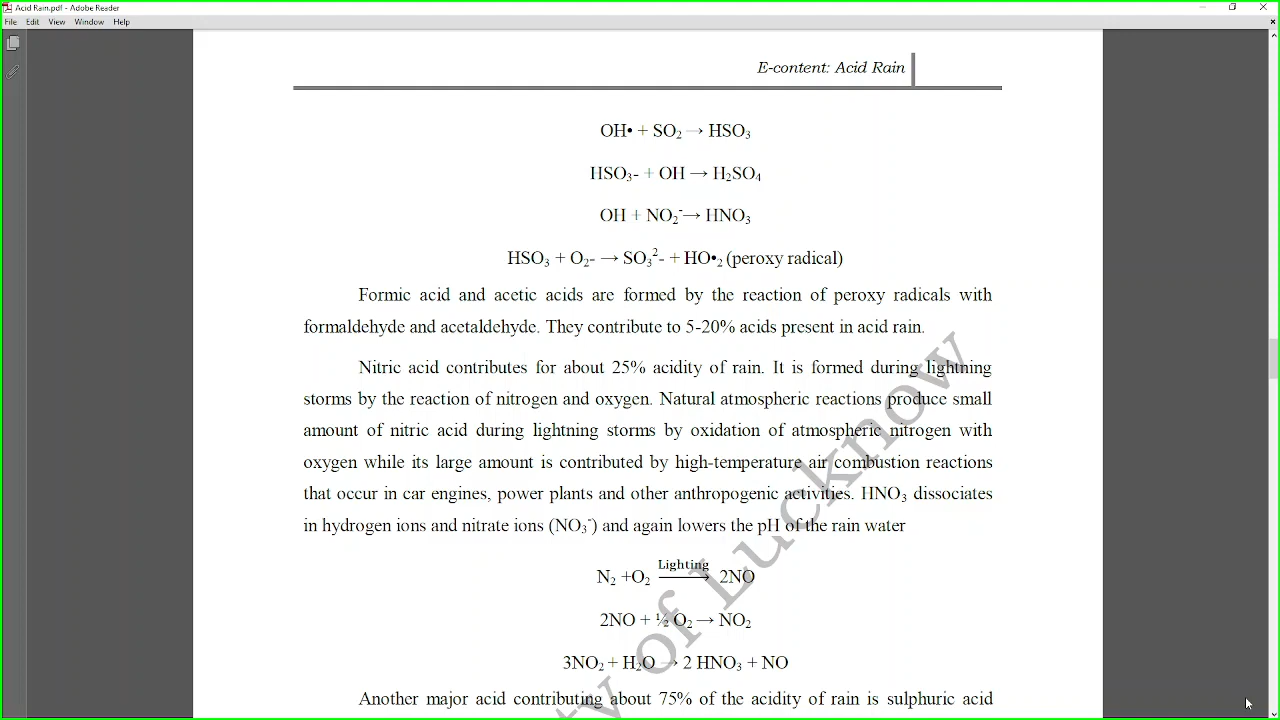 Acid Rain.pdf - Adobe Reader
File Edit View Window Help
E-content: Acid Rain
OH• + SO₂ → HSO₃
HSO₃- + OH → H₂SO₄
OH + NO₂⁻→ HNO₃
HSO₃ + O₂- → SO₃²- + HO•₂ (peroxy radical)
Formic acid and acetic acids are formed by the reaction of peroxy radicals with
formaldehyde and acetaldehyde. They contribute to 5-20% acids present in acid rain.
Nitric acid contributes for about 25% acidity of rain. It is formed during lightning
storms by the reaction of nitrogen and oxygen. Natural atmospheric reactions produce small
amount of nitric acid during lightning storms by oxidation of atmospheric nitrogen with
oxygen while its large amount is contributed by high-temperature air combustion reactions
that occur in car engines, power plants and other anthropogenic activities. HNO₃ dissociates
in hydrogen ions and nitrate ions (NO₃⁻) and again lowers the pH of the rain water
Lighting
N₂ +O₂ ⟶ 2NO
2NO + ½ O₂ → NO₂
3NO₂ + H₂O → 2 HNO₃ + NO
Another major acid contributing about 75% of the acidity of rain is sulphuric acid
ty of Lucknow